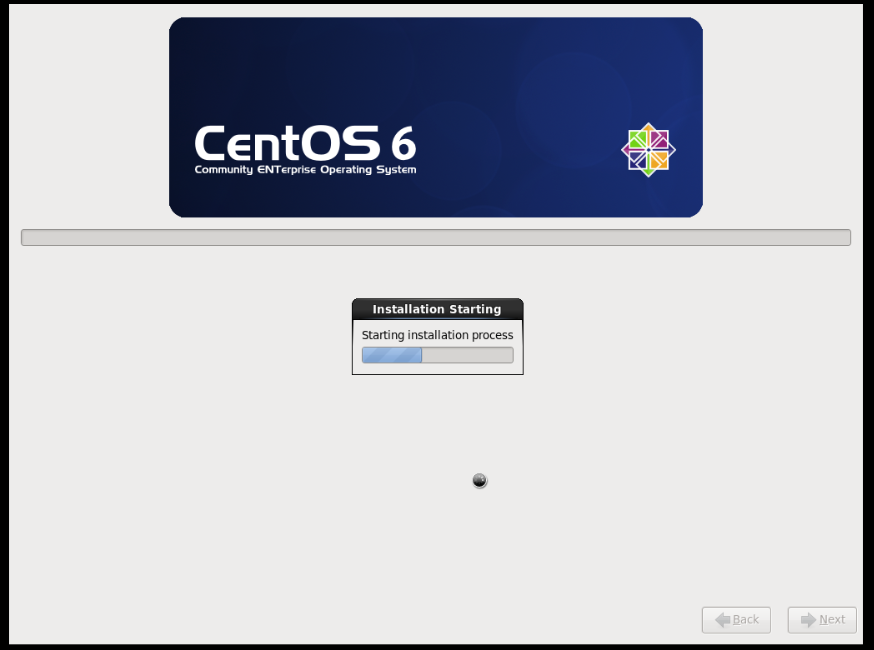 CentOS 6
Community ENTerprise Operating System
Installation Starting
Starting installation process
Back
Next